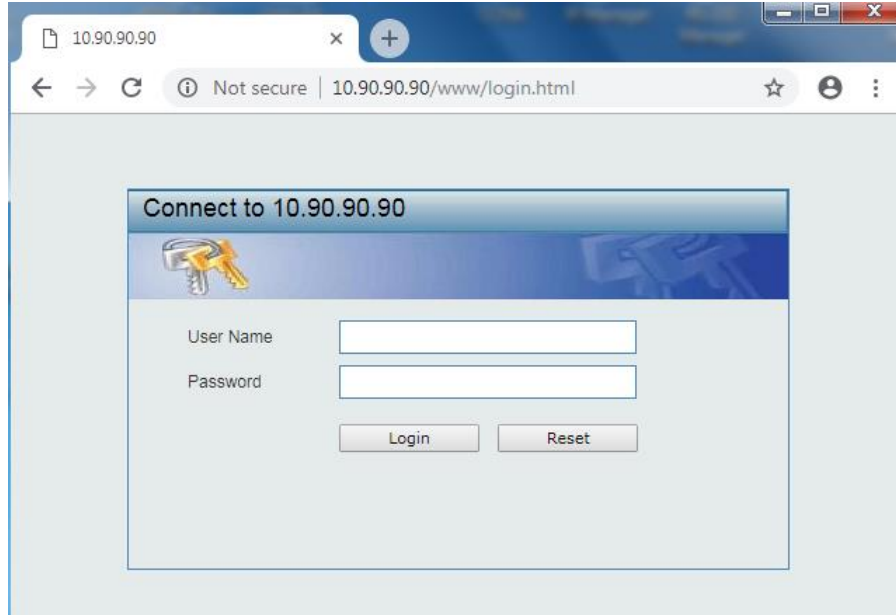 10.90.90.90
Not secure | 10.90.90.90/www/login.html
Connect to 10.90.90.90
User Name
Password
Login Reset